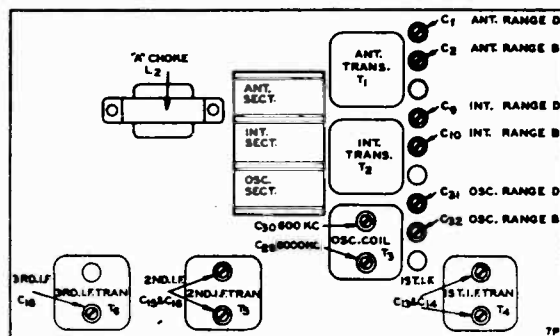 C1 ANT. RANGE D
C2 ANT. RANGE B
"A" CHOKE
L2
ANT.
TRANS.
T1
ANT.
SECT.
C9 INT. RANGE D
C10 INT. RANGE B
INT.
SECT.
INT.
TRANS.
T2
OSC.
SECT.
C31 OSC. RANGE D
C30 600 KC
C32 OSC. RANGE B
OSC. COIL
T3
C29 6000 KC
3RD. I.F.
2ND. I.F.
1ST. I.F.
3RD. I.F. TRAN
2ND. I.F. TRAN
1ST. I.F. TRAN
C18
T6
C15 & C16
T5
C13 & C14
T4